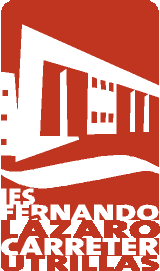 IES
FERNANDO
LÁZARO
CARRETER
UTRILLAS